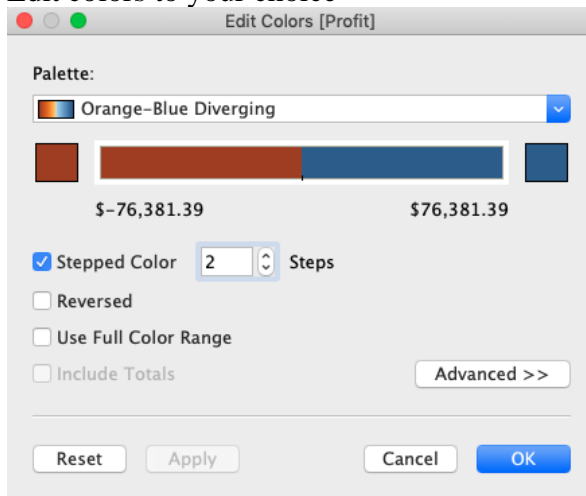 Edit Colors [Profit]
Palette:
Orange-Blue Diverging
$-76,381.39 $76,381.39
Stepped Color 2 Steps
Reversed
Use Full Color Range
Include Totals
Advanced >>
Reset Apply Cancel OK